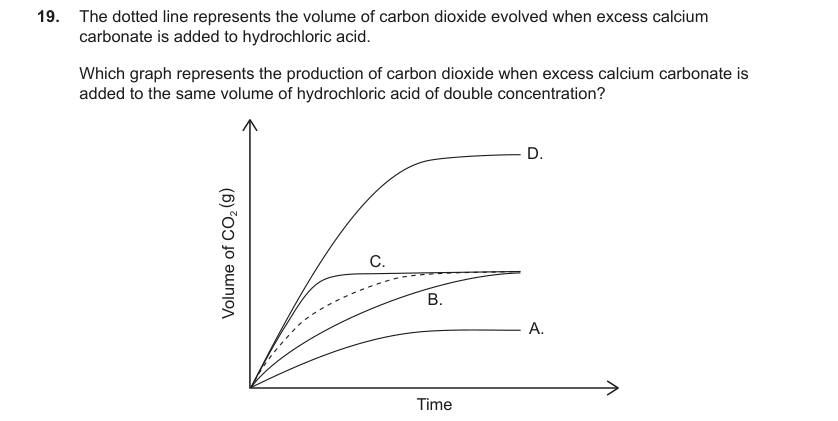 19. The dotted line represents the volume of carbon dioxide evolved when excess calcium
carbonate is added to hydrochloric acid.
Which graph represents the production of carbon dioxide when excess calcium carbonate is
added to the same volume of hydrochloric acid of double concentration?
D.
C.
B.
A.
Volume of CO₂ (g)
Time